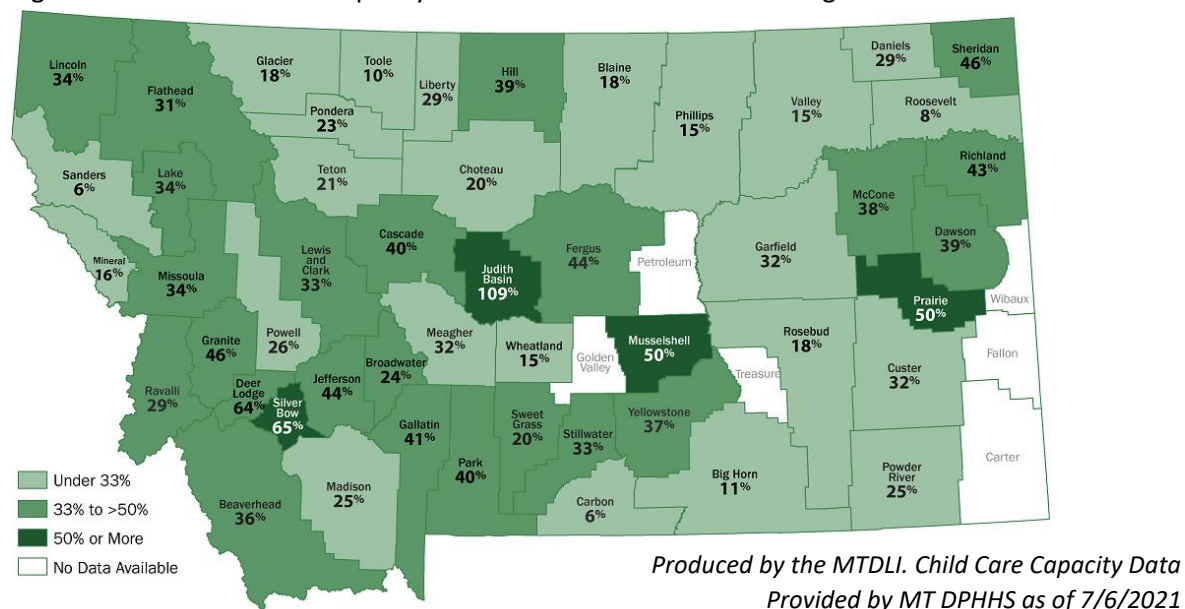 Lincoln
34%
Flathead
31%
Glacier
18%
Toole
10%
Liberty
29%
Hill
39%
Blaine
18%
Phillips
15%
Valley
15%
Daniels
29%
Sheridan
46%
Roosevelt
8%
Pondera
23%
Teton
21%
Choteau
20%
Sanders
6%
Lake
34%
Richland
43%
McCone
38%
Dawson
39%
Mineral
16%
Missoula
34%
Lewis
and
Clark
33%
Cascade
40%
Judith
Basin
109%
Fergus
44%
Petroleum
Garfield
32%
Prairie
50%
Wibaux
Granite
46%
Powell
26%
Meagher
32%
Wheatland
15%
Golden
Valley
Musselshell
50%
Rosebud
18%
Treasure
Custer
32%
Fallon
Ravalli
29%
Deer
Lodge
64%
Silver
Bow
65%
Jefferson
44%
Broadwater
24%
Gallatin
41%
Park
40%
Sweet
Grass
20%
Stillwater
33%
Yellowstone
37%
Big Horn
11%
Powder
River
25%
Carter
Beaverhead
36%
Madison
25%
Carbon
6%
Under 33%
33% to >50%
50% or More
No Data Available
Produced by the MTDLI. Child Care Capacity Data
Provided by MT DPHHS as of 7/6/2021